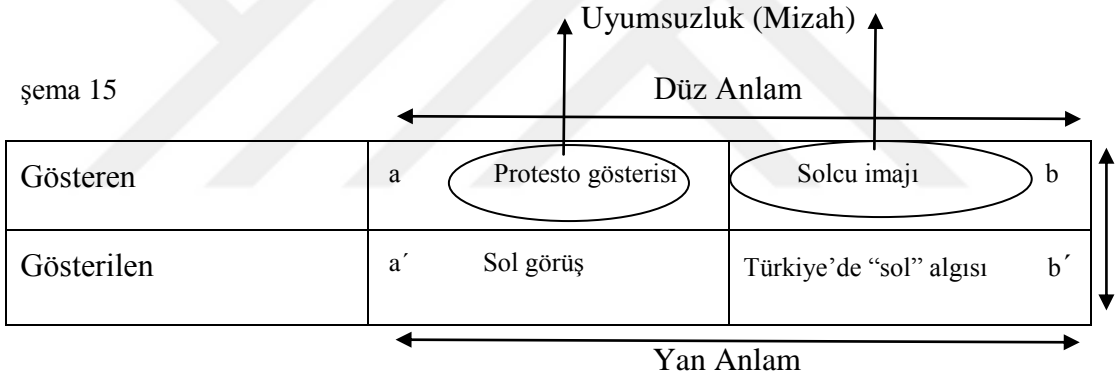 Uyumsuzluk (Mizah)
şema 15
Düz Anlam
Gösteren a Protesto gösterisi Solcu imajı b
Gösterilen a´ Sol görüş Türkiye’de “sol” algısı b´
Yan Anlam